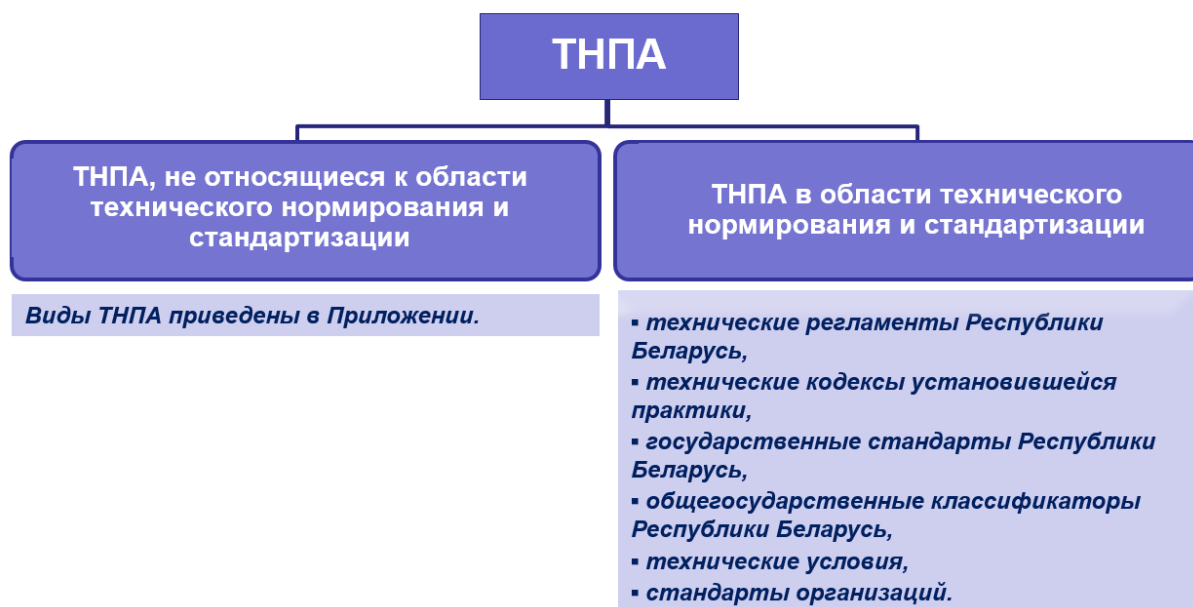 ТНПА
ТНПА, не относящиеся к области
технического нормирования и
стандартизации
ТНПА в области технического
нормирования и стандартизации
Виды ТНПА приведены в Приложении.
▪ технические регламенты Республики
Беларусь,
▪ технические кодексы установившейся
практики,
▪ государственные стандарты Республики
Беларусь,
▪ общегосударственные классификаторы
Республики Беларусь,
▪ технические условия,
▪ стандарты организаций.